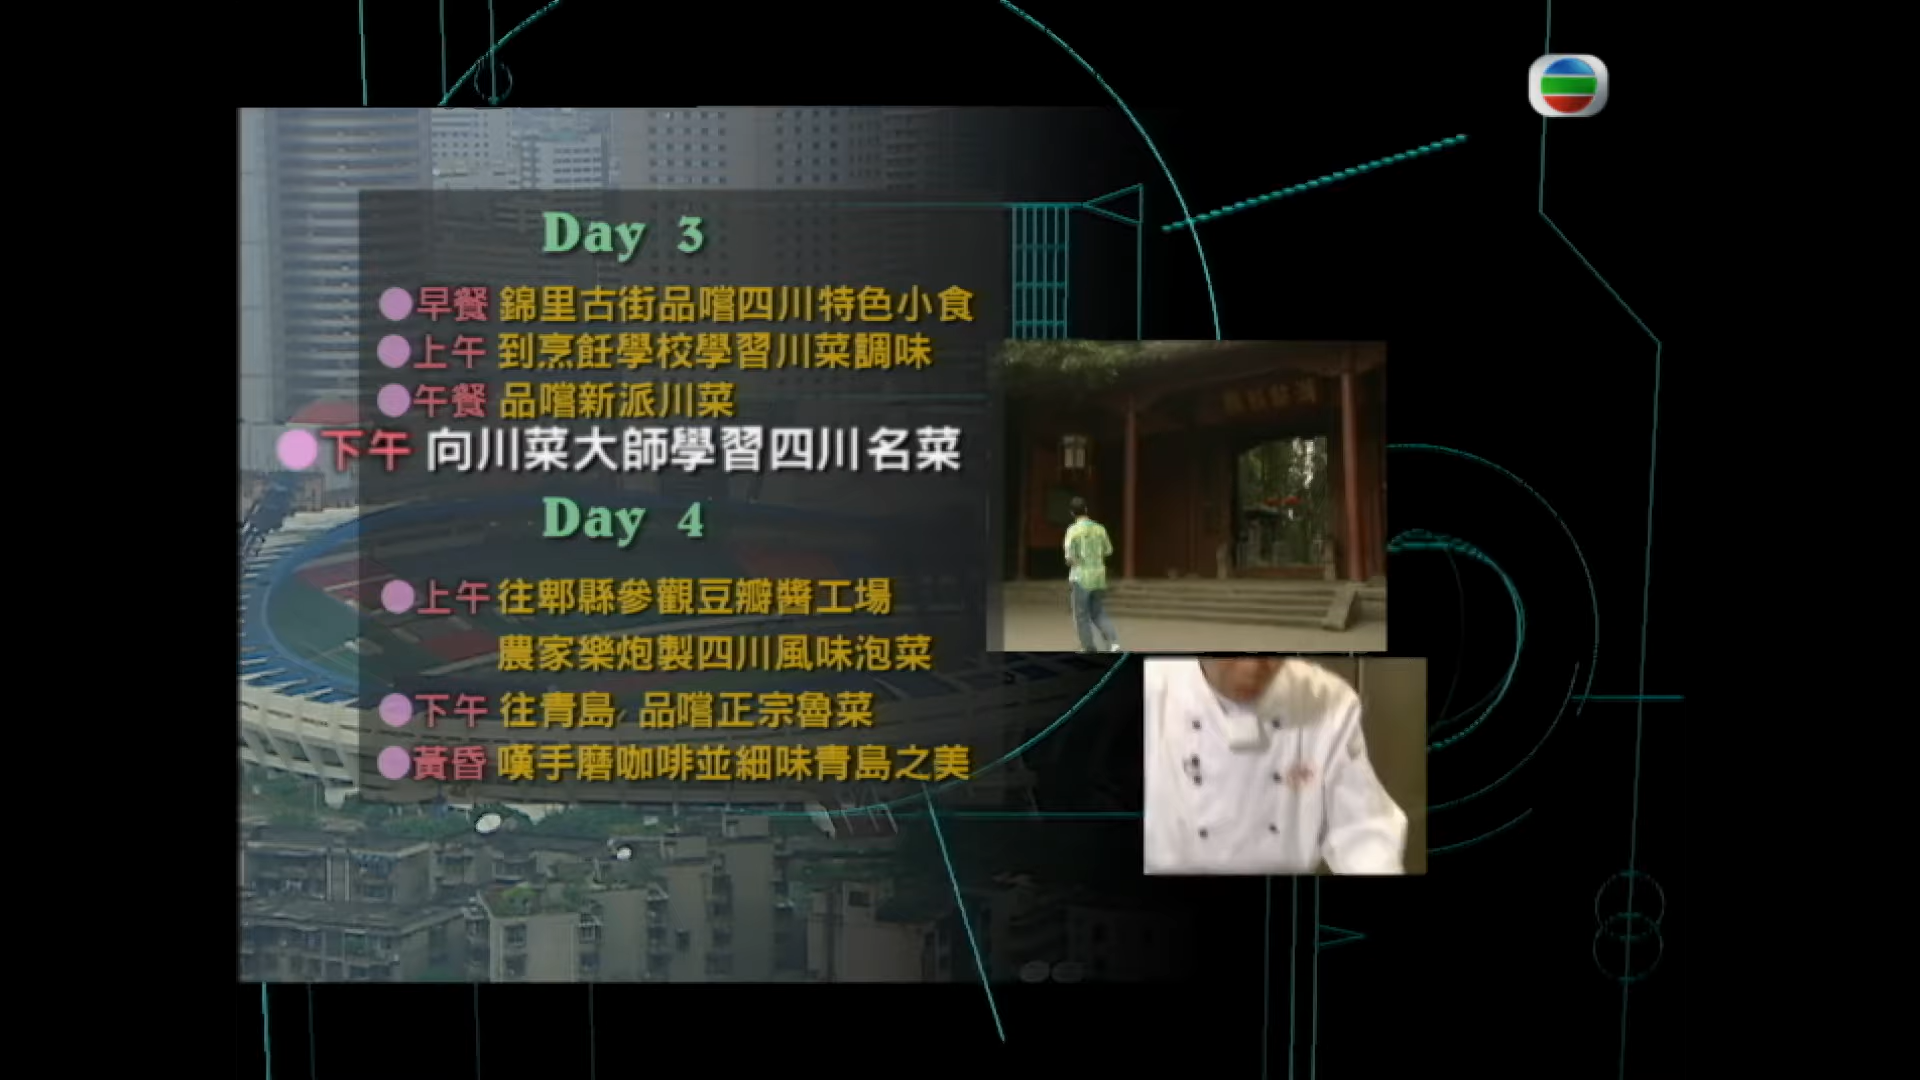 Day 3
早餐 錦里古街品嚐四川特色小食
上午 到烹飪學校學習川菜調味
午餐 品嚐新派川菜
下午 向川菜大師學習四川名菜
Day 4
上午 往郫縣參觀豆瓣醬工場
農家樂炮製四川風味泡菜
下午 往青島, 品嚐正宗魯菜
黃昏 嘆手磨咖啡並細味青島之美